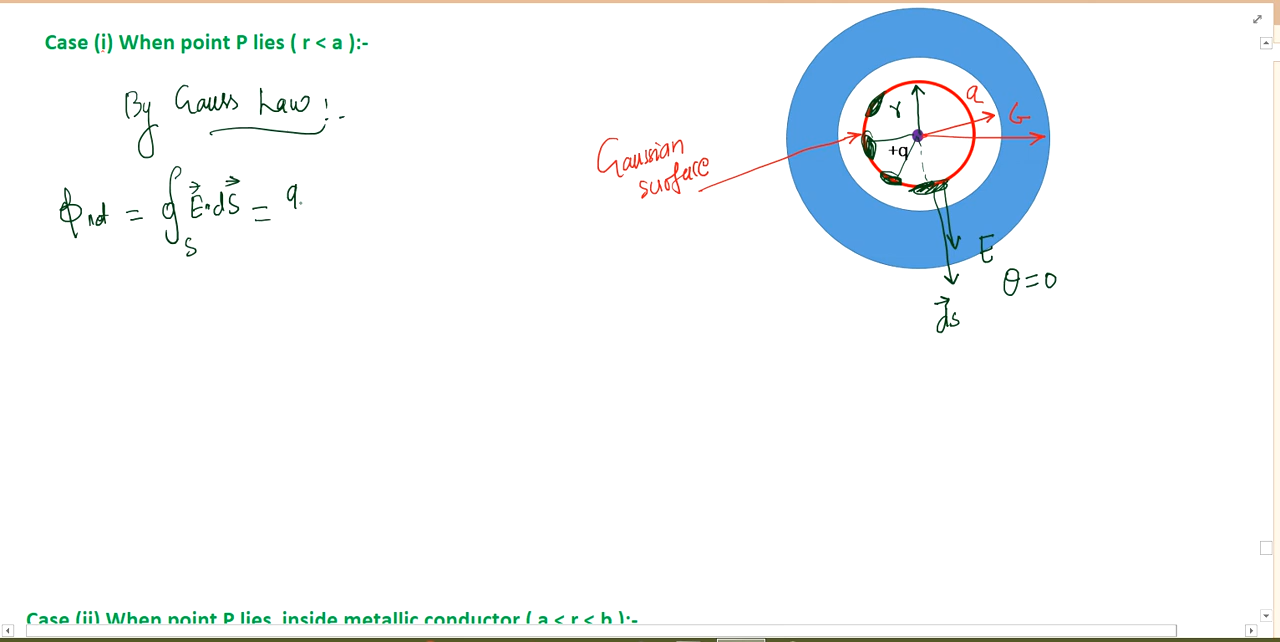 Case (i) When point P lies ( r < a ):-
By Gauss Law :-
ϕnet = ∮S E⃗.dS⃗ = q
Gaussian surface
r
a
+q
E
θ=0
d⃗s
Case (ii) When point P lies inside metallic conductor ( a < r < b ):-